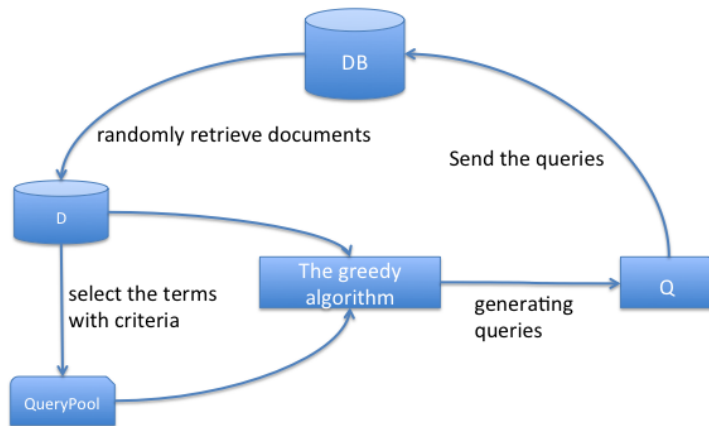 DB
randomly retrieve documents
Send the queries
D
The greedy
algorithm
Q
select the terms
with criteria
generating
queries
QueryPool